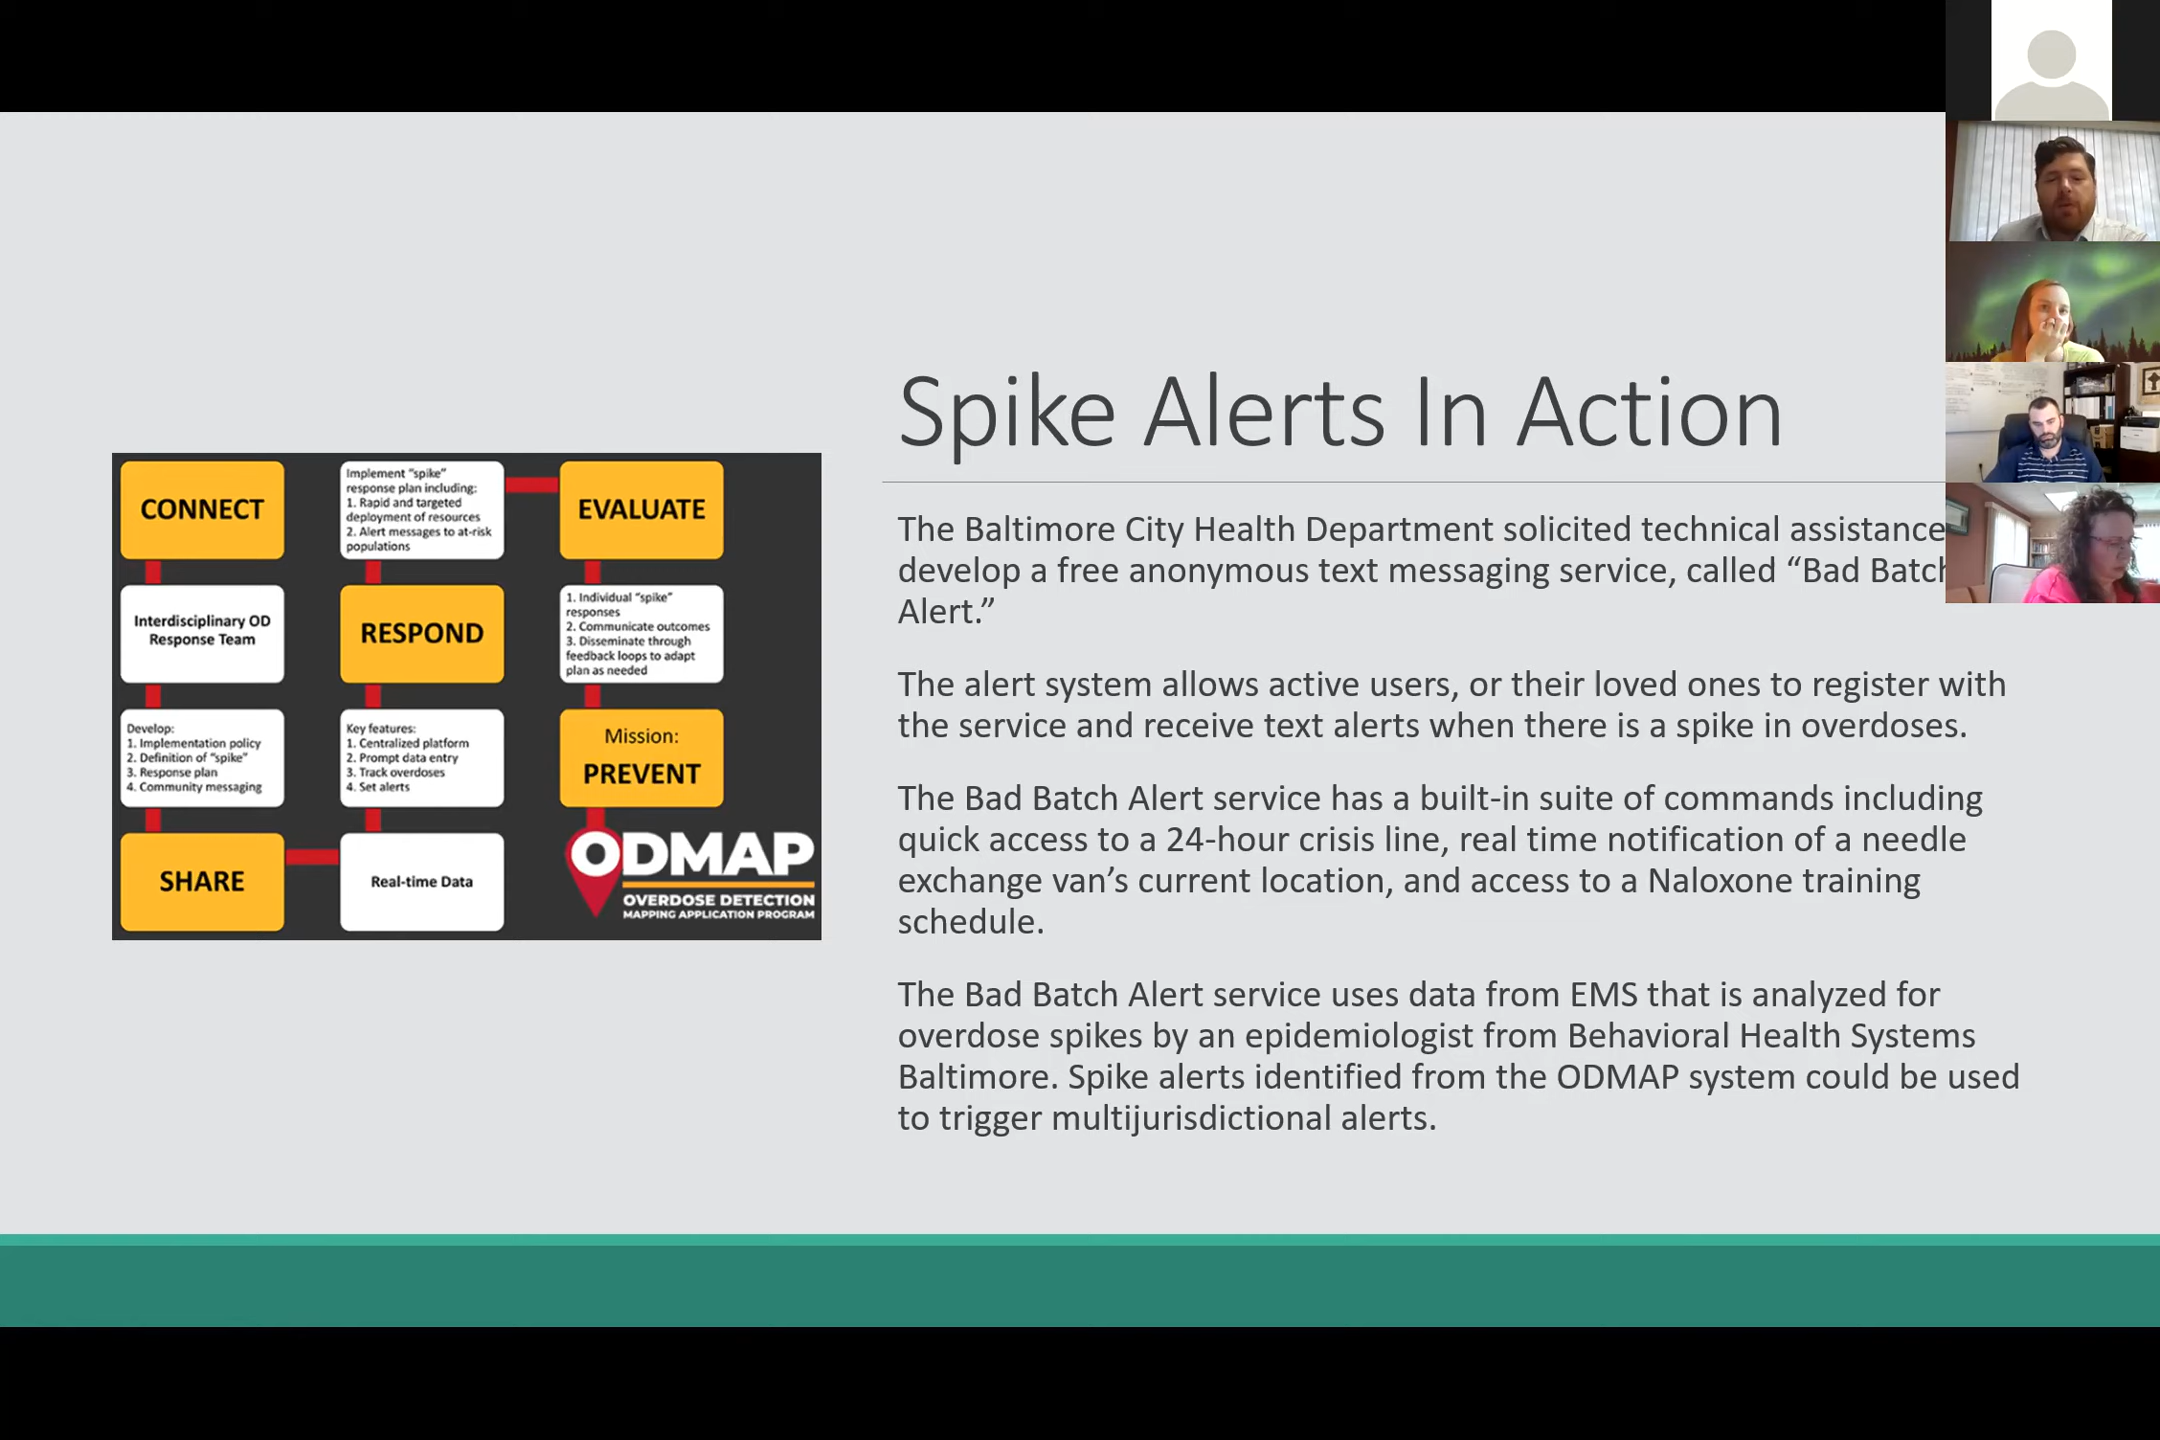 Spike Alerts In Action
The Baltimore City Health Department solicited technical assistance
develop a free anonymous text messaging service, called “Bad Batch
Alert.”
The alert system allows active users, or their loved ones to register with
the service and receive text alerts when there is a spike in overdoses.
The Bad Batch Alert service has a built-in suite of commands including
quick access to a 24-hour crisis line, real time notification of a needle
exchange van’s current location, and access to a Naloxone training
schedule.
The Bad Batch Alert service uses data from EMS that is analyzed for
overdose spikes by an epidemiologist from Behavioral Health Systems
Baltimore. Spike alerts identified from the ODMAP system could be used
to trigger multijurisdictional alerts.
CONNECT
Interdisciplinary OD
Response Team
Develop:
1. Implementation policy
2. Definition of “spike”
3. Response plan
4. Community messaging
SHARE
Real-time Data
Key features:
1. Centralized platform
2. Prompt data entry
3. Track overdoses
4. Set alerts
RESPOND
Implement “spike”
response plan including:
1. Rapid and targeted
deployment of resources
2. Alert messages to at-risk
populations
EVALUATE
1. Individual “spike”
responses
2. Communicate outcomes
3. Disseminate through
feedback loops to adapt
plan as needed
Mission:
PREVENT
ODMAP
OVERDOSE DETECTION
MAPPING APPLICATION PROGRAM